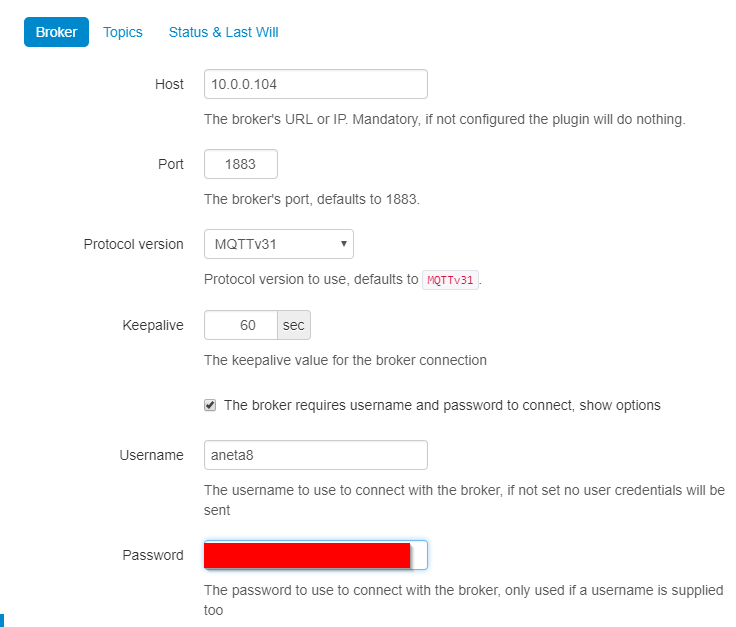 Broker Topics Status & Last Will
Host 10.0.0.104
The broker's URL or IP. Mandatory, if not configured the plugin will do nothing.
Port 1883
The broker's port, defaults to 1883.
Protocol version MQTTv31
Protocol version to use, defaults to MQTTv31.
Keepalive 60 sec
The keepalive value for the broker connection
The broker requires username and password to connect, show options
Username aneta8
The username to use to connect with the broker, if not set no user credentials will be
sent
Password
The password to use to connect with the broker, only used if a username is supplied
too